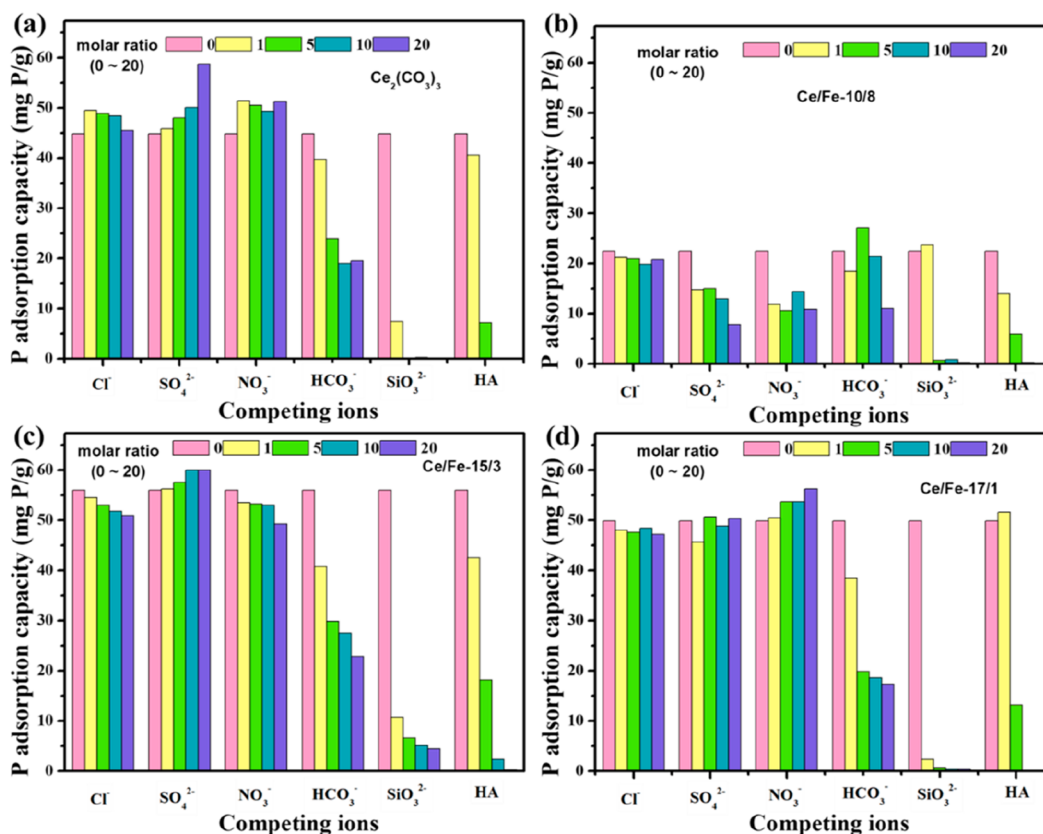 (a)
molar ratio 0 1 5 10 20
(0 ~ 20)
Ce₂(CO₃)₃
P adsorption capacity (mg P/g)
60
50
40
30
20
10
0
Cl⁻ SO₄²⁻ NO₃⁻ HCO₃⁻ SiO₃²⁻ HA
Competing ions
(b)
molar ratio 0 1 5 10 20
(0 ~ 20)
Ce/Fe-10/8
P adsorption capacity (mg P/g)
60
50
40
30
20
10
0
Cl⁻ SO₄²⁻ NO₃⁻ HCO₃⁻ SiO₃²⁻ HA
Competing ions
(c)
molar ratio 0 1 5 10 20
(0 ~ 20)
Ce/Fe-15/3
P adsorption capacity (mg P/g)
60
50
40
30
20
10
0
Cl⁻ SO₄²⁻ NO₃⁻ HCO₃⁻ SiO₃²⁻ HA
Competing ions
(d)
molar ratio 0 1 5 10 20
(0 ~ 20)
Ce/Fe-17/1
P adsorption capacity (mg P/g)
60
50
40
30
20
10
0
Cl⁻ SO₄²⁻ NO₃⁻ HCO₃⁻ SiO₃²⁻ HA
Competing ions